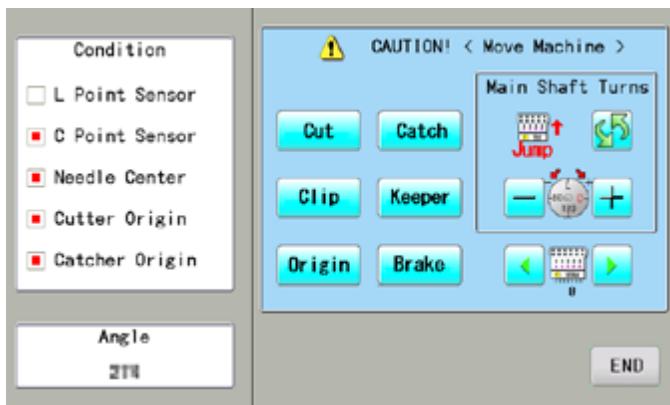 Condition
L Point Sensor
C Point Sensor
Needle Center
Cutter Origin
Catcher Origin
Angle
CAUTION! < Move Machine >
Main Shaft Turns
Cut
Catch
Jump
Clip
Keeper
Origin
Brake
END